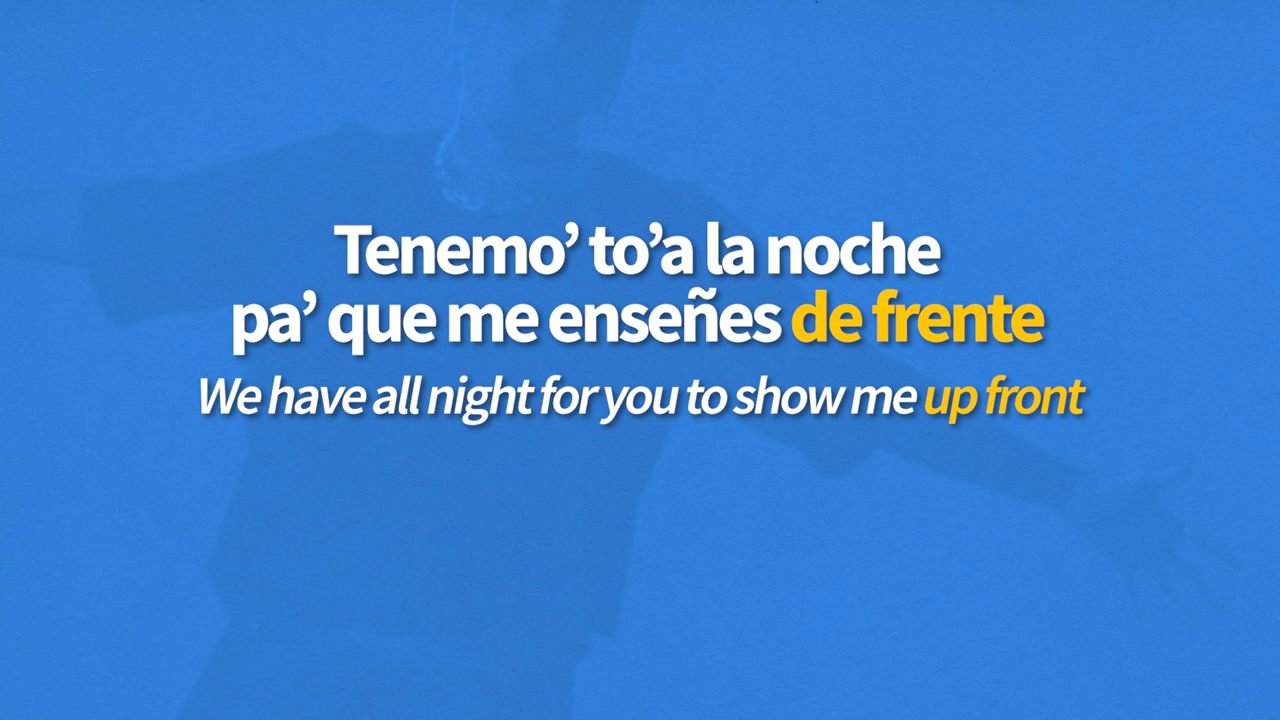 Tenemo’ to’a la noche
pa’ que me enseñes de frente
We have all night for you to show me up front